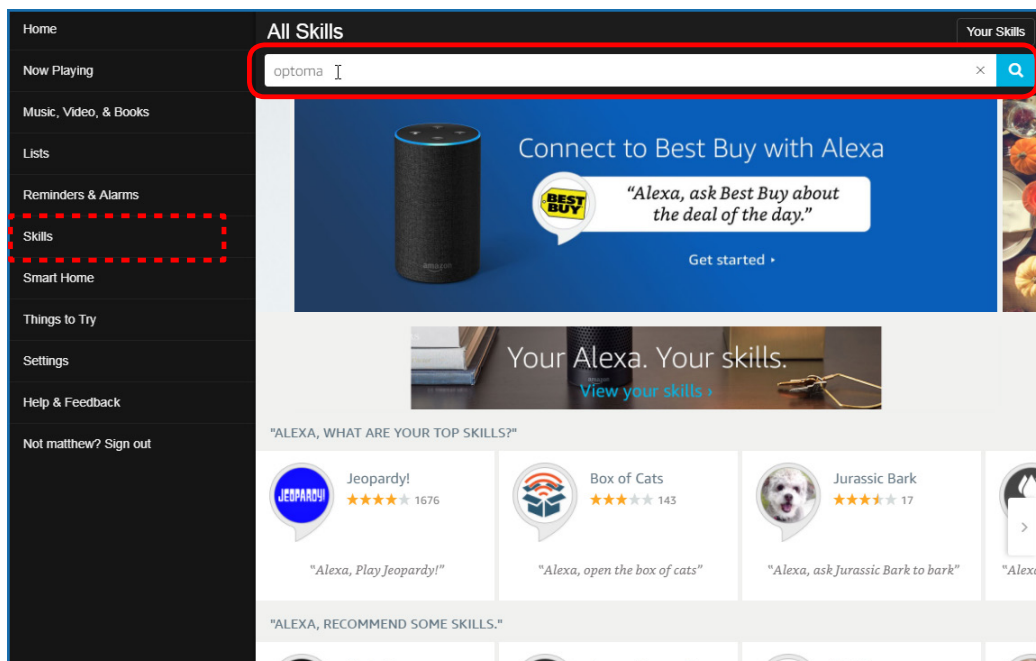 Home
Now Playing
Music, Video, & Books
Lists
Reminders & Alarms
Skills
Smart Home
Things to Try
Settings
Help & Feedback
Not matthew? Sign out
All Skills
Your Skills
optoma
×
Connect to Best Buy with Alexa
BEST
BUY
“Alexa, ask Best Buy about
the deal of the day.”
Get started
amazon
Your Alexa. Your skills.
View your skills ›
"ALEXA, WHAT ARE YOUR TOP SKILLS?"
JEOPARDY!
Jeopardy!
1676
"Alexa, Play Jeopardy!"
Box of Cats
143
"Alexa, open the box of cats"
Jurassic Bark
17
"Alexa, ask Jurassic Bark to bark"
"ALEXA, RECOMMEND SOME SKILLS."